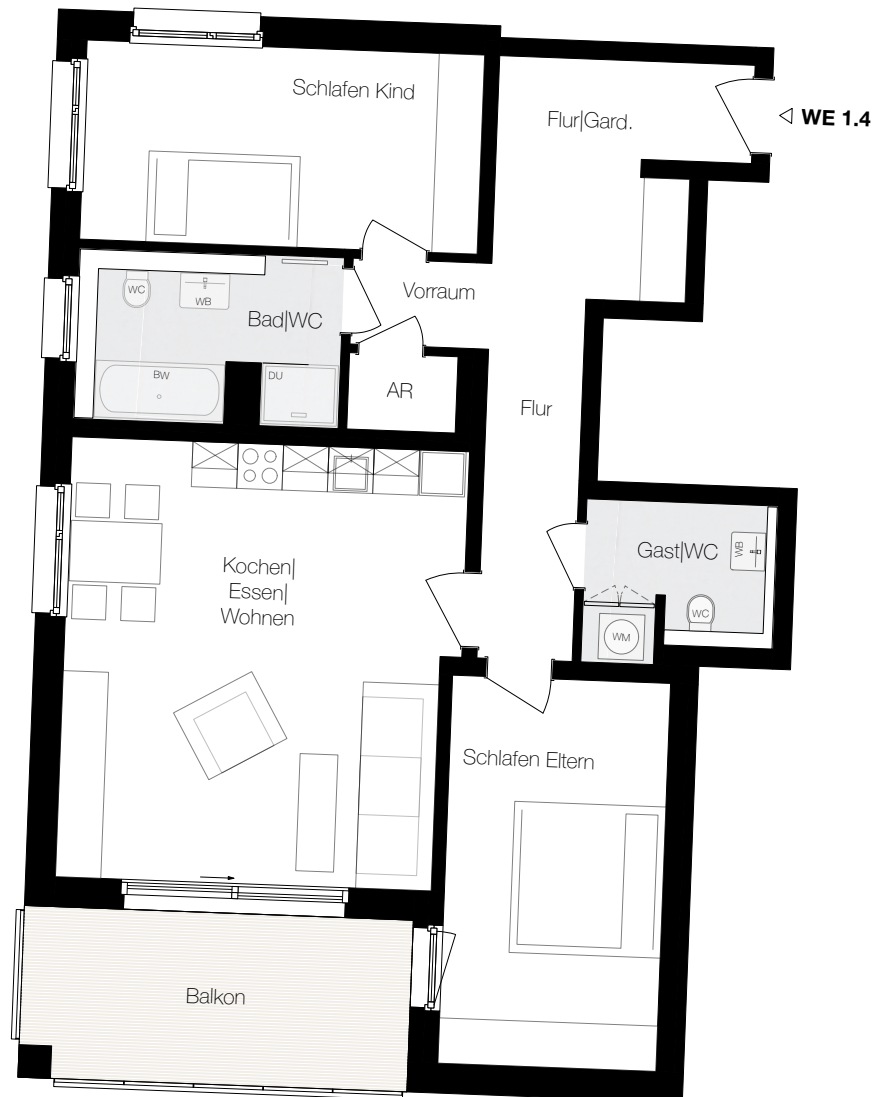 Schlafen Kind
Flur|Gard.
WE 1.4
WC
WB
Bad|WC
Vorraum
BW
DU
AR
Flur
Kochen|
Essen|
Wohnen
Gast|WC
WB
WC
WM
Schlafen Eltern
Balkon